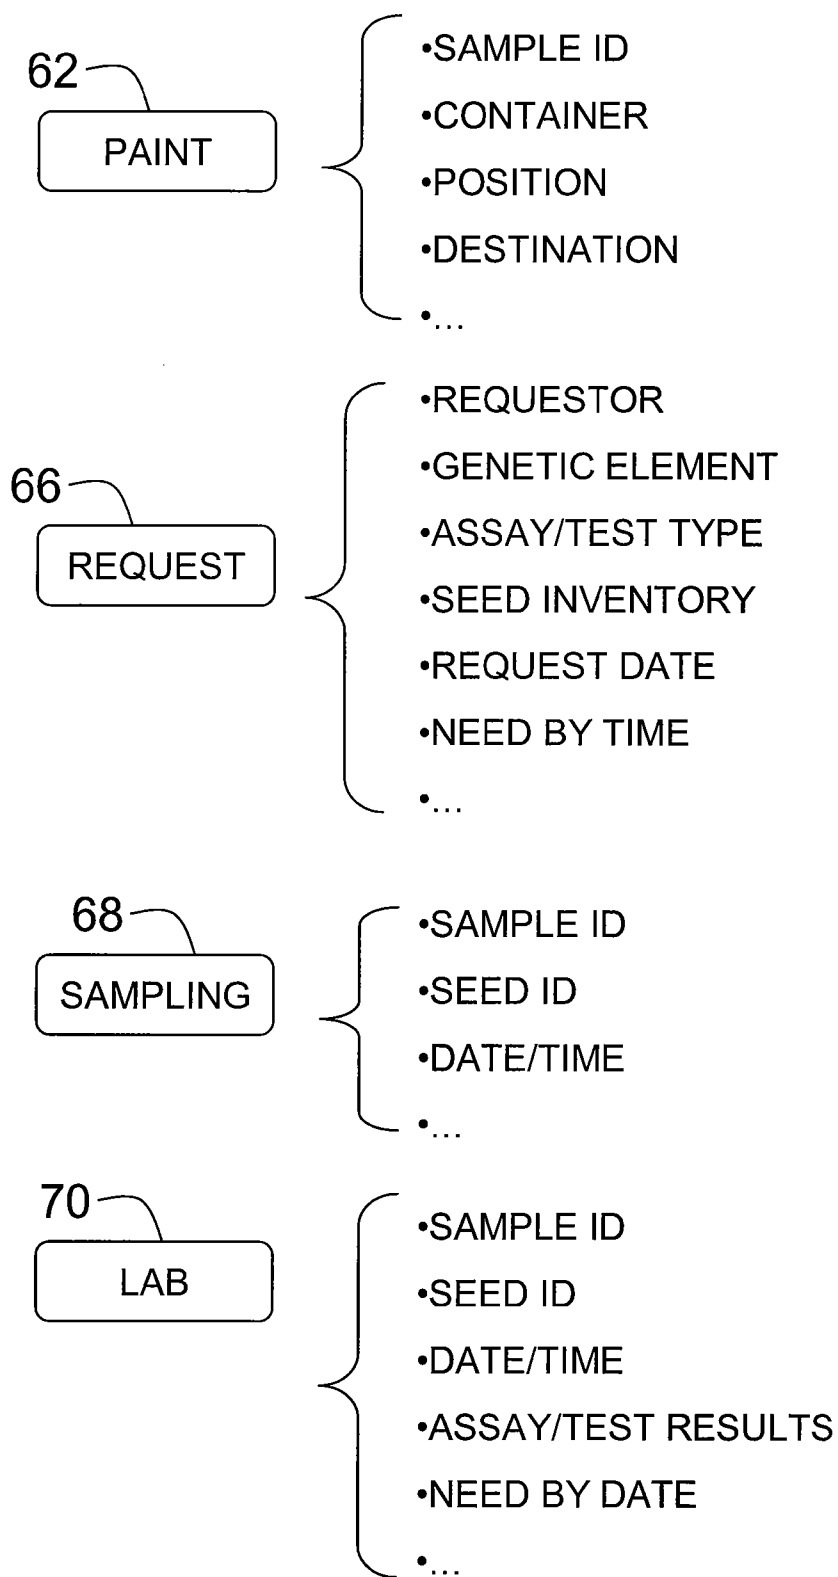 62
PAINT
•SAMPLE ID
•CONTAINER
•POSITION
•DESTINATION
•...
66
REQUEST
•REQUESTOR
•GENETIC ELEMENT
•ASSAY/TEST TYPE
•SEED INVENTORY
•REQUEST DATE
•NEED BY TIME
•...
68
SAMPLING
•SAMPLE ID
•SEED ID
•DATE/TIME
•...
70
LAB
•SAMPLE ID
•SEED ID
•DATE/TIME
•ASSAY/TEST RESULTS
•NEED BY DATE
•...